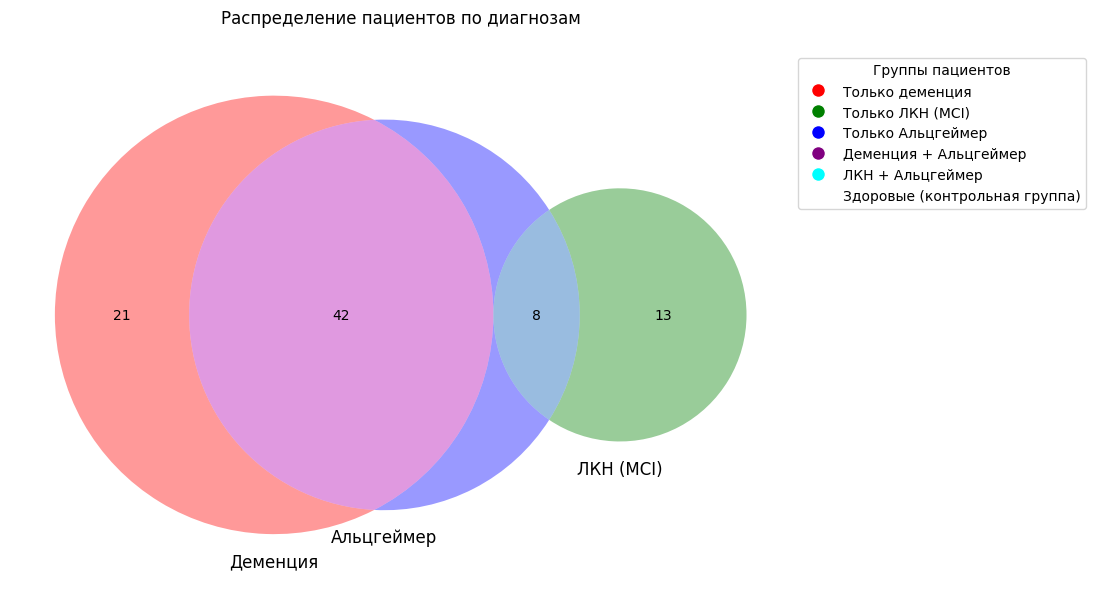 Распределение пациентов по диагнозам
Группы пациентов
Только деменция
Только ЛКН (MCI)
Только Альцгеймер
Деменция + Альцгеймер
ЛКН + Альцгеймер
Здоровые (контрольная группа)
21
42
8
13
ЛКН (MCI)
Альцгеймер
Деменция